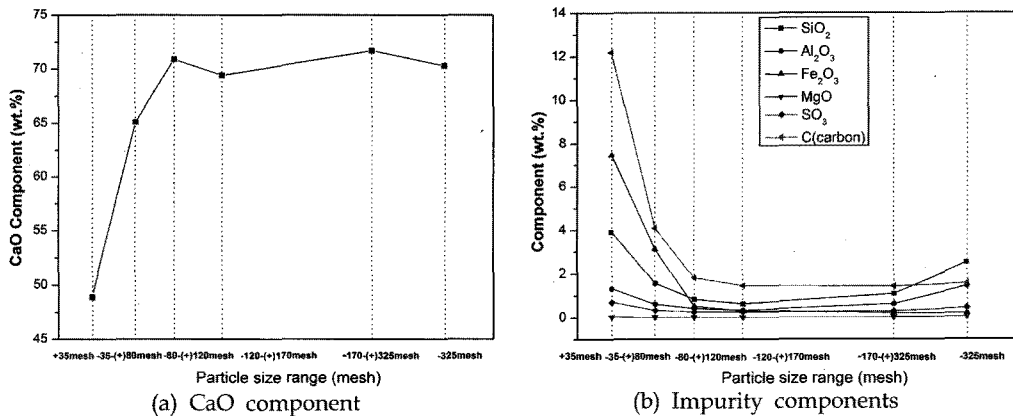 CaO Component (wt.%)
75
70
65
60
55
50
45
+35mesh -35-(+)80mesh -80-(+)120mesh -120-(+)170mesh -170-(+)325mesh -325mesh
Particle size range (mesh)
(a) CaO component
Component (wt.%)
14
12
10
8
6
4
2
0
SiO₂
Al₂O₃
Fe₂O₃
MgO
SO₃
C(carbon)
+35mesh -35-(+)80mesh -80-(+)120mesh -120-(+)170mesh -170-(+)325mesh -325mesh
Particle size range (mesh)
(b) Impurity components